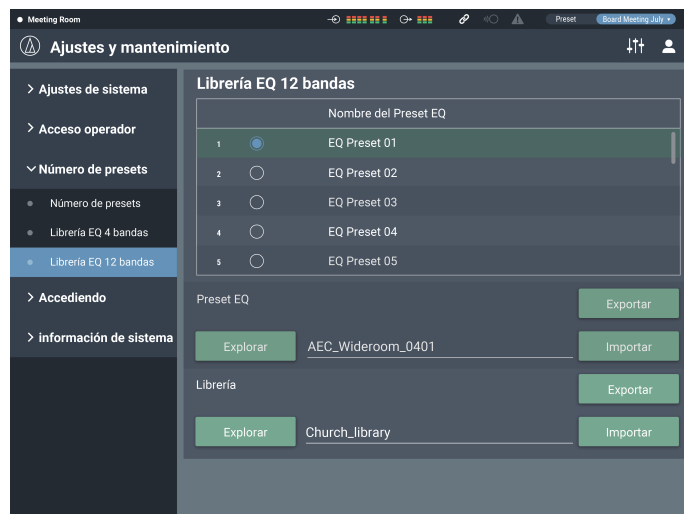 Meeting Room
Preset
Board Meeting July
Ajustes y mantenimiento
Ajustes de sistema
Acceso operador
Número de presets
Número de presets
Librería EQ 4 bandas
Librería EQ 12 bandas
Accediendo
información de sistema
Librería EQ 12 bandas
Nombre del Preset EQ
1 EQ Preset 01
2 EQ Preset 02
3 EQ Preset 03
4 EQ Preset 04
5 EQ Preset 05
Preset EQ
Exportar
Explorar AEC_Wideroom_0401 Importar
Librería
Exportar
Explorar Church_library Importar